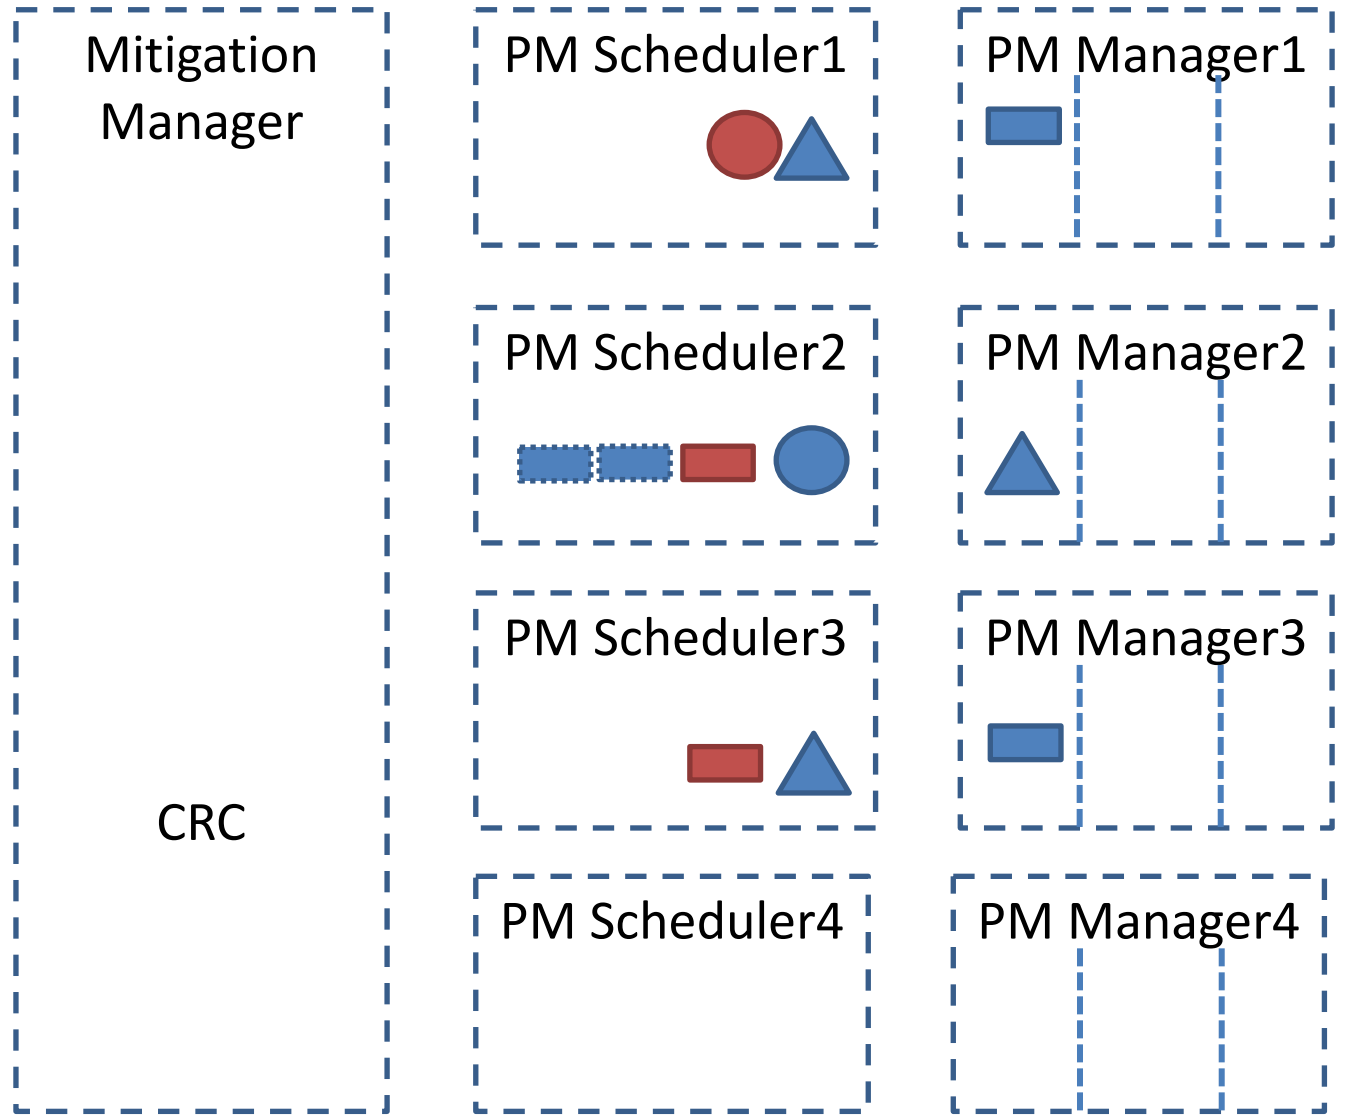 Mitigation
Manager
CRC
PM Scheduler1
PM Manager1
PM Scheduler2
PM Manager2
PM Scheduler3
PM Manager3
PM Scheduler4
PM Manager4